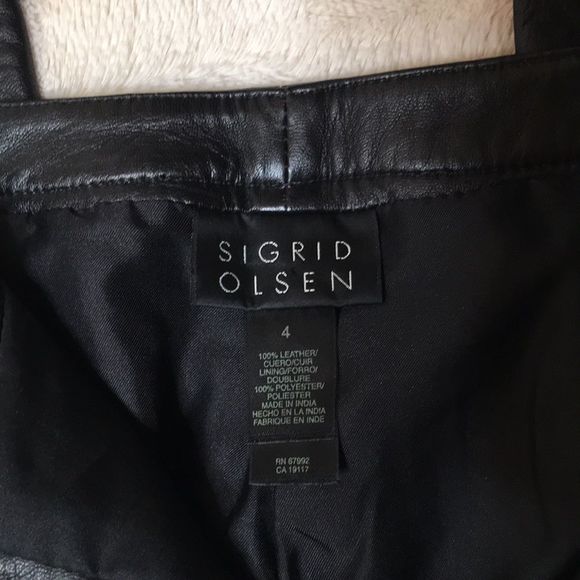 SIGRID
OLSEN
4
100% LEATHER/
CUERO/CUIR
LINING/FORRO/
DOUBLURE
100% POLYESTER/
POLIESTER
MADE IN INDIA
HECHO EN LA INDIA
FABRIQUE EN INDE
RN 67992
CA 19117